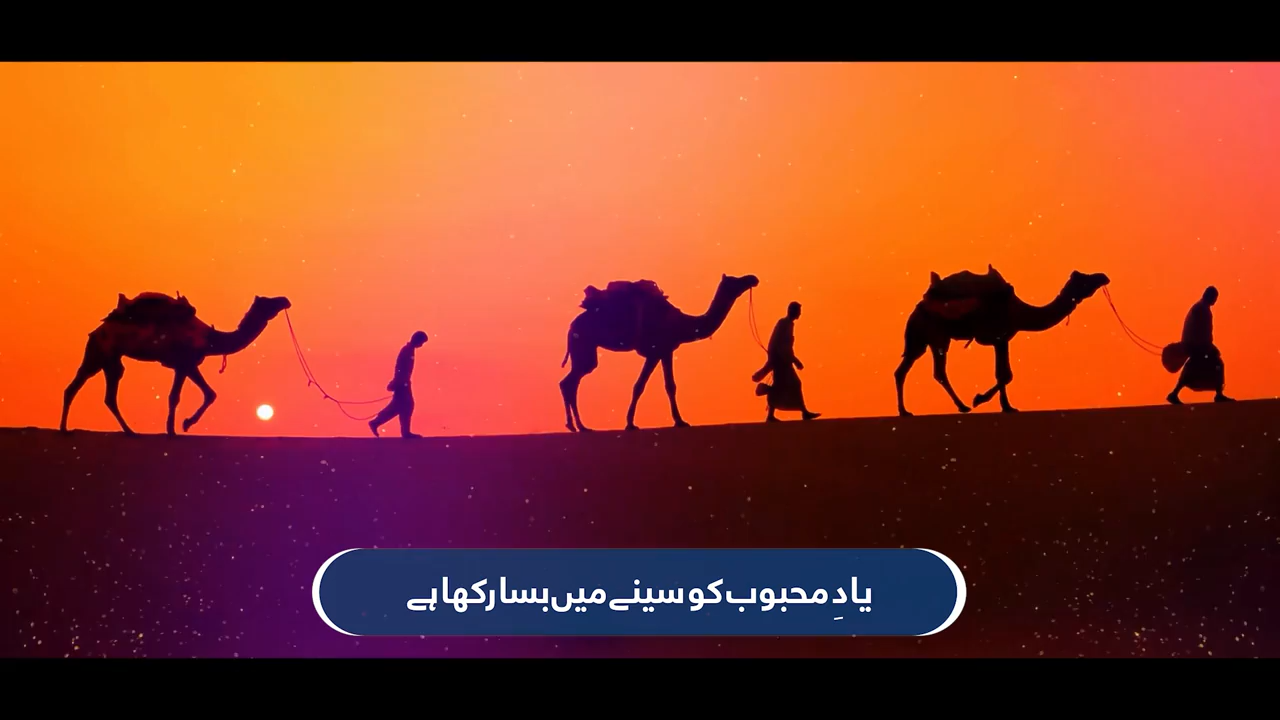 یادِ محبوب کو سینے میں بسا رکھا ہے